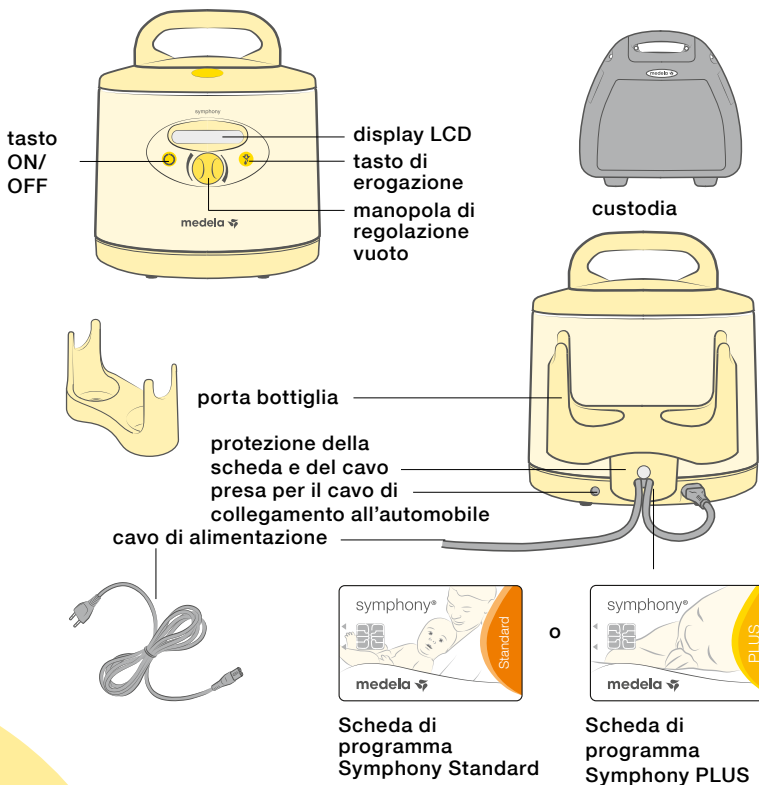 symphony
tasto
ON/
OFF
display LCD
tasto di
erogazione
manopola di
regolazione
vuoto
medela
medela
custodia
porta bottiglia
protezione della
scheda e del cavo
presa per il cavo di
collegamento all’automobile
cavo di alimentazione
symphony®
Standard
medela
o
symphony®
PLUS
medela
Scheda di
programma
Symphony Standard
Scheda di
programma
Symphony PLUS